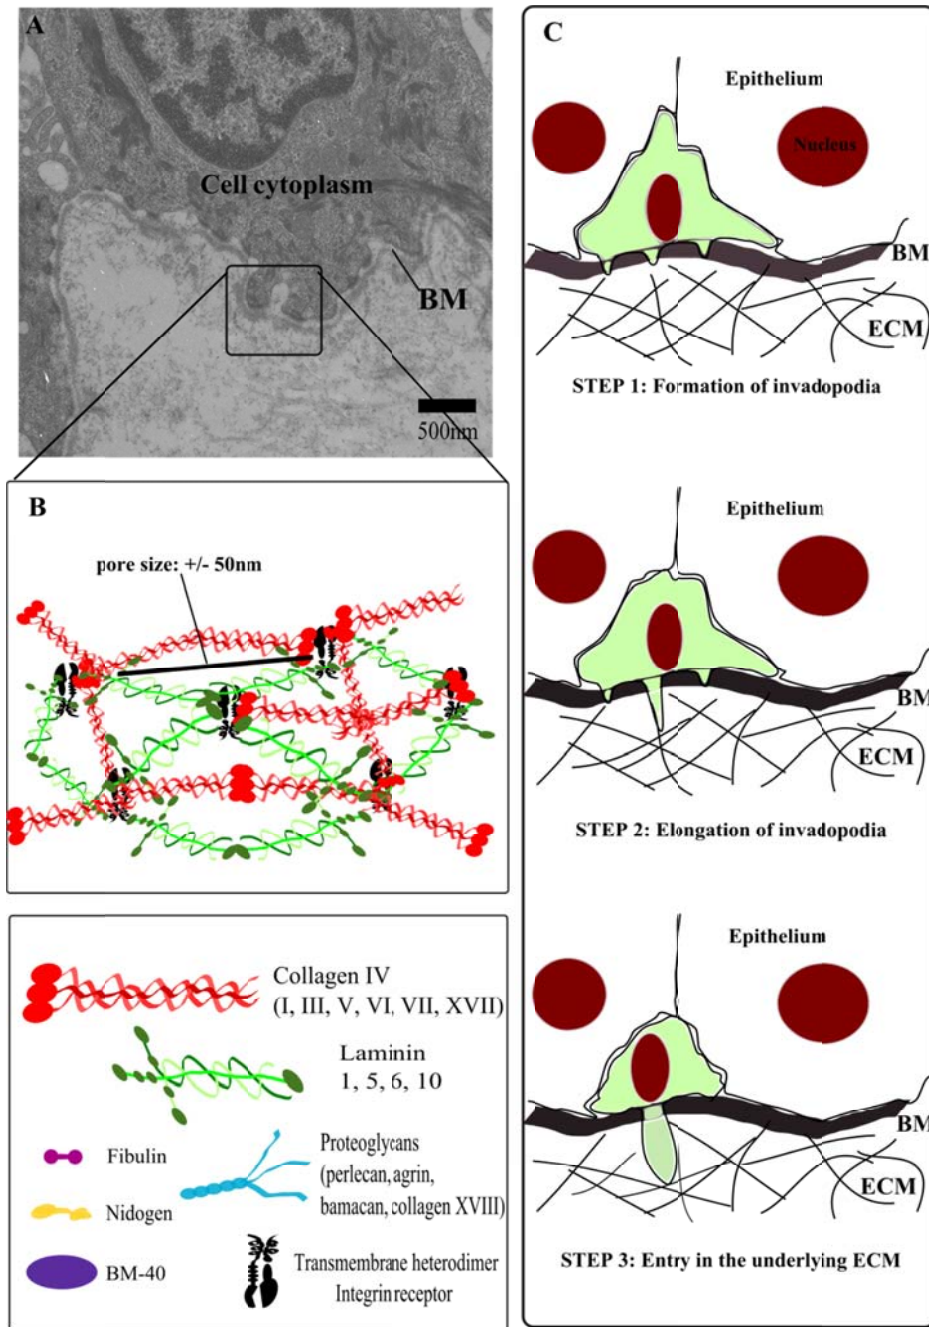 A
Cell cytoplasm
BM
500nm
B
pore size: +/- 50nm
Collagen IV
(I, III, V, VI, VII, XVII)
Laminin
1, 5, 6, 10
Fibulin
Nidogen
BM-40
Proteoglycans
(perlecan, agrin,
bamacan, collagen XVIII)
Transmembrane heterodimer
Integrin receptor
C
Epithelium
Nucleus
BM
ECM
STEP 1: Formation of invadopodia
Epithelium
BM
ECM
STEP 2: Elongation of invadopodia
Epithelium
BM
ECM
STEP 3: Entry in the underlying ECM